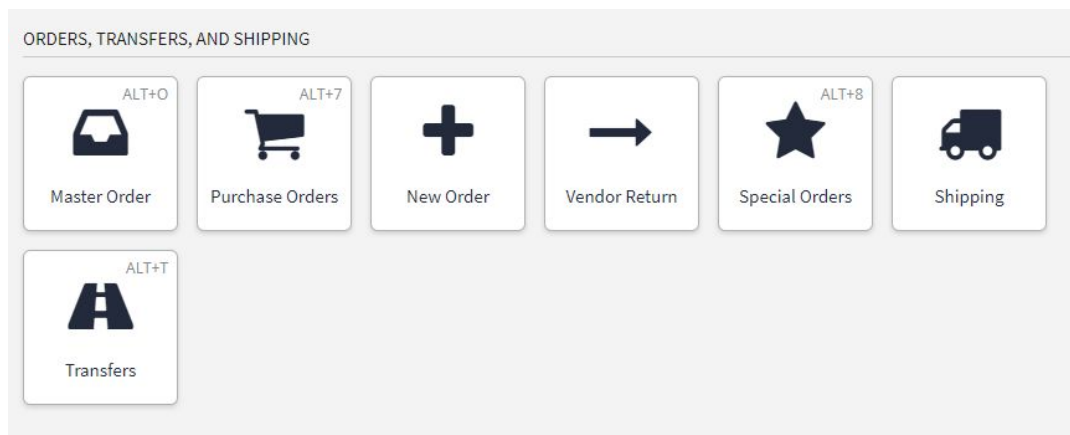 ORDERS, TRANSFERS, AND SHIPPING
ALT+O
Master Order
ALT+7
Purchase Orders
New Order
Vendor Return
ALT+8
Special Orders
Shipping
ALT+T
Transfers